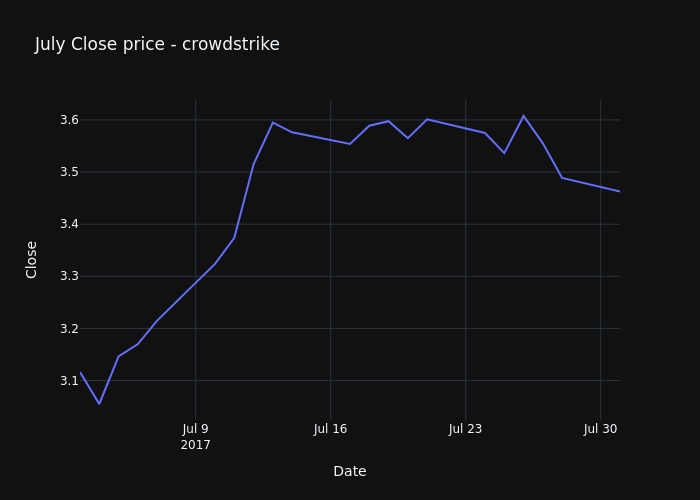 July Close price - crowdstrike
3.6
3.5
3.4
3.3
3.2
3.1
Close
Jul 9
2017
Jul 16
Jul 23
Jul 30
Date